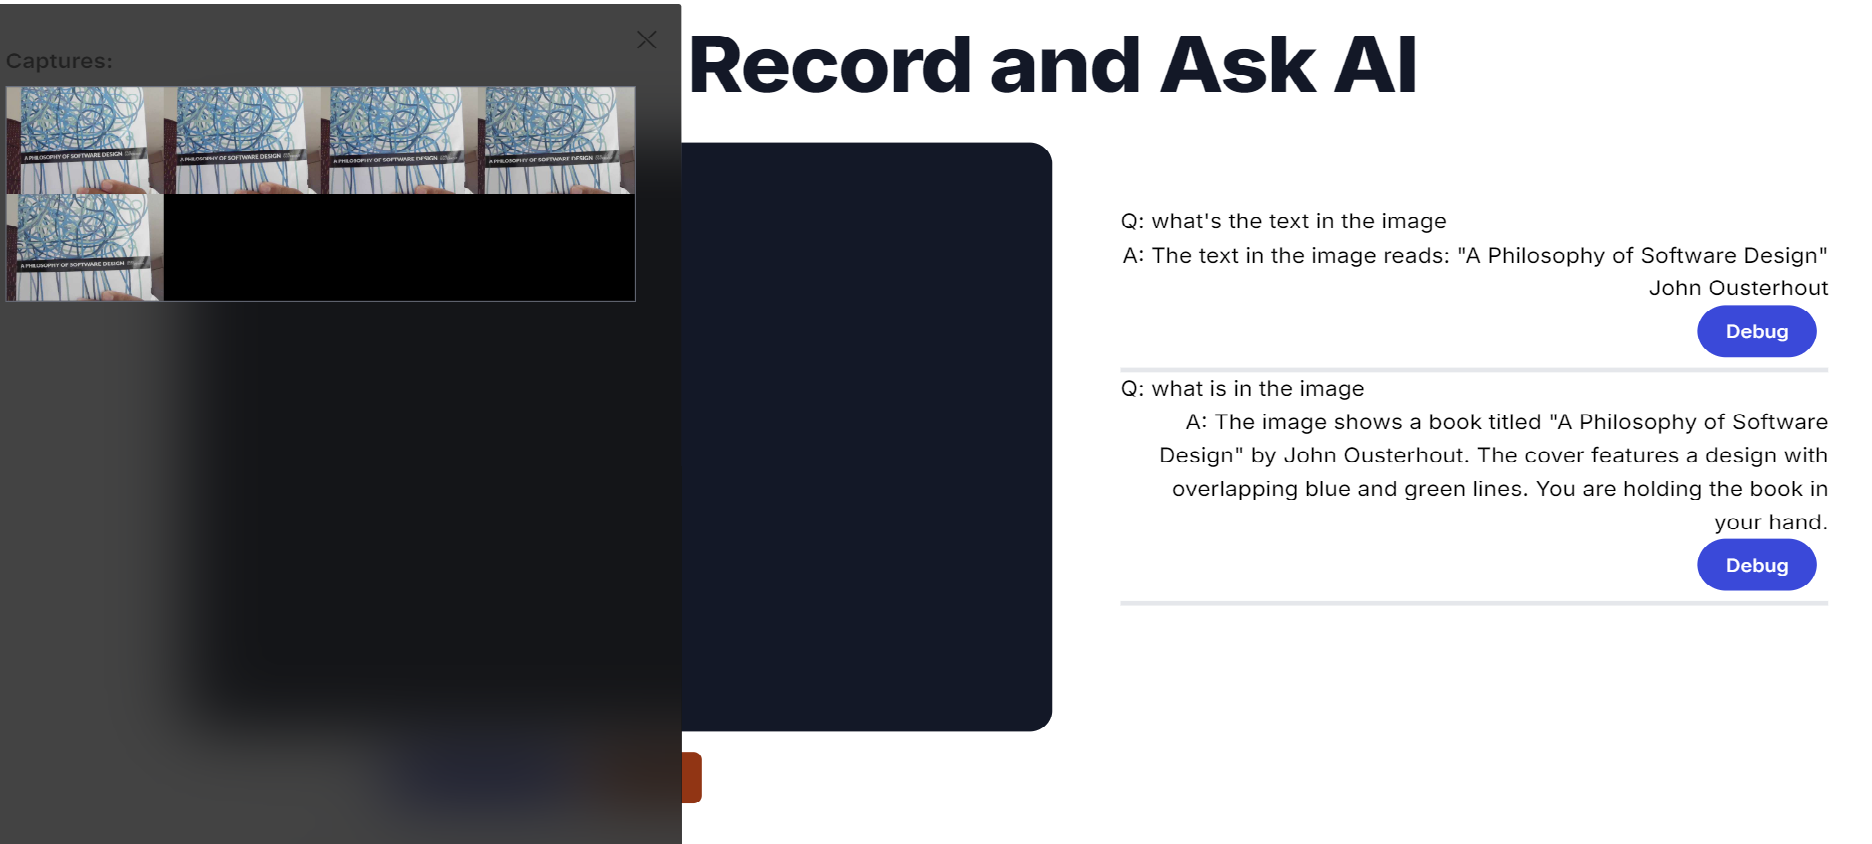 Captures:
A PHILOSOPHY OF SOFTWARE DESIGN
A PHILOSOPHY OF SOFTWARE DESIGN
A PHILOSOPHY OF SOFTWARE DESIGN
A PHILOSOPHY OF SOFTWARE DESIGN
A PHILOSOPHY OF SOFTWARE DESIGN
Record and Ask AI
Q: what's the text in the image
A: The text in the image reads: "A Philosophy of Software Design"
John Ousterhout
Debug
Q: what is in the image
A: The image shows a book titled "A Philosophy of Software
Design" by John Ousterhout. The cover features a design with
overlapping blue and green lines. You are holding the book in
your hand.
Debug